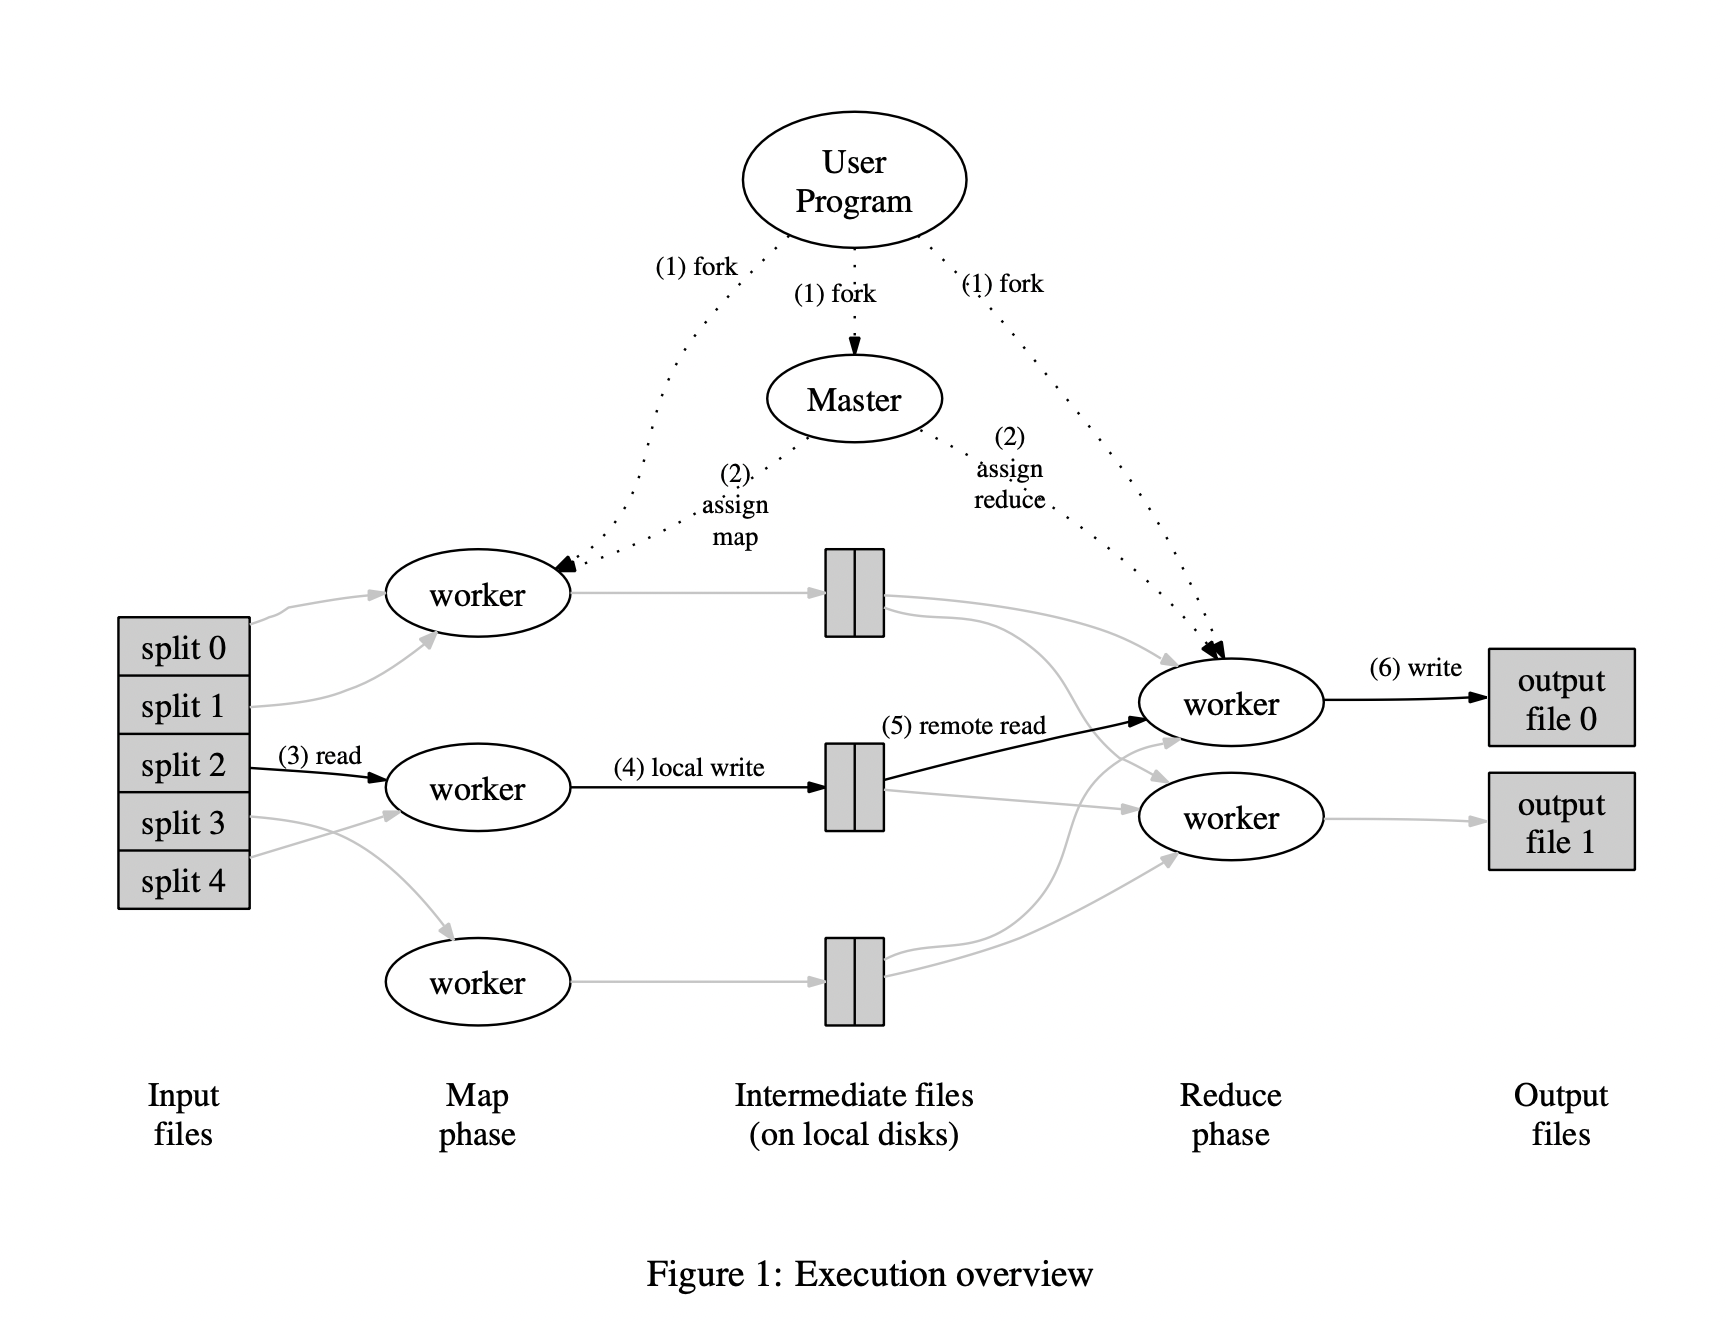 User
Program
(1) fork
(1) fork
(1) fork
Master
(2)
assign
map
(2)
assign
reduce
worker
split 0
split 1
split 2
split 3
split 4
(3) read
worker
(4) local write
worker
(5) remote read
worker
worker
(6) write
output
file 0
output
file 1
Input
files
Map
phase
Intermediate files
(on local disks)
Reduce
phase
Output
files
Figure 1: Execution overview